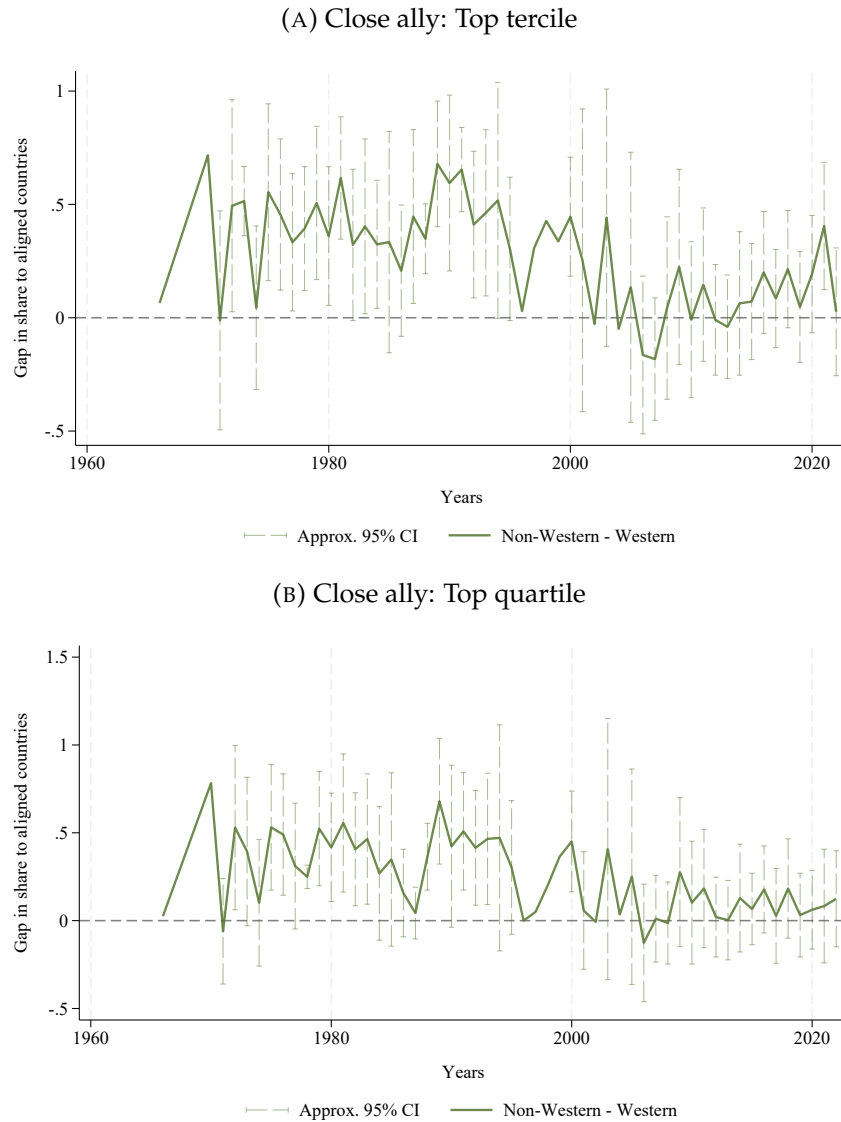 (A) Close ally: Top tercile
1
.5
0
-.5
Gap in share to aligned countries
1960 1980 2000 2020
Years
Approx. 95% CI Non-Western - Western
(B) Close ally: Top quartile
1.5
1
.5
0
-.5
Gap in share to aligned countries
1960 1980 2000 2020
Years
Approx. 95% CI Non-Western - Western